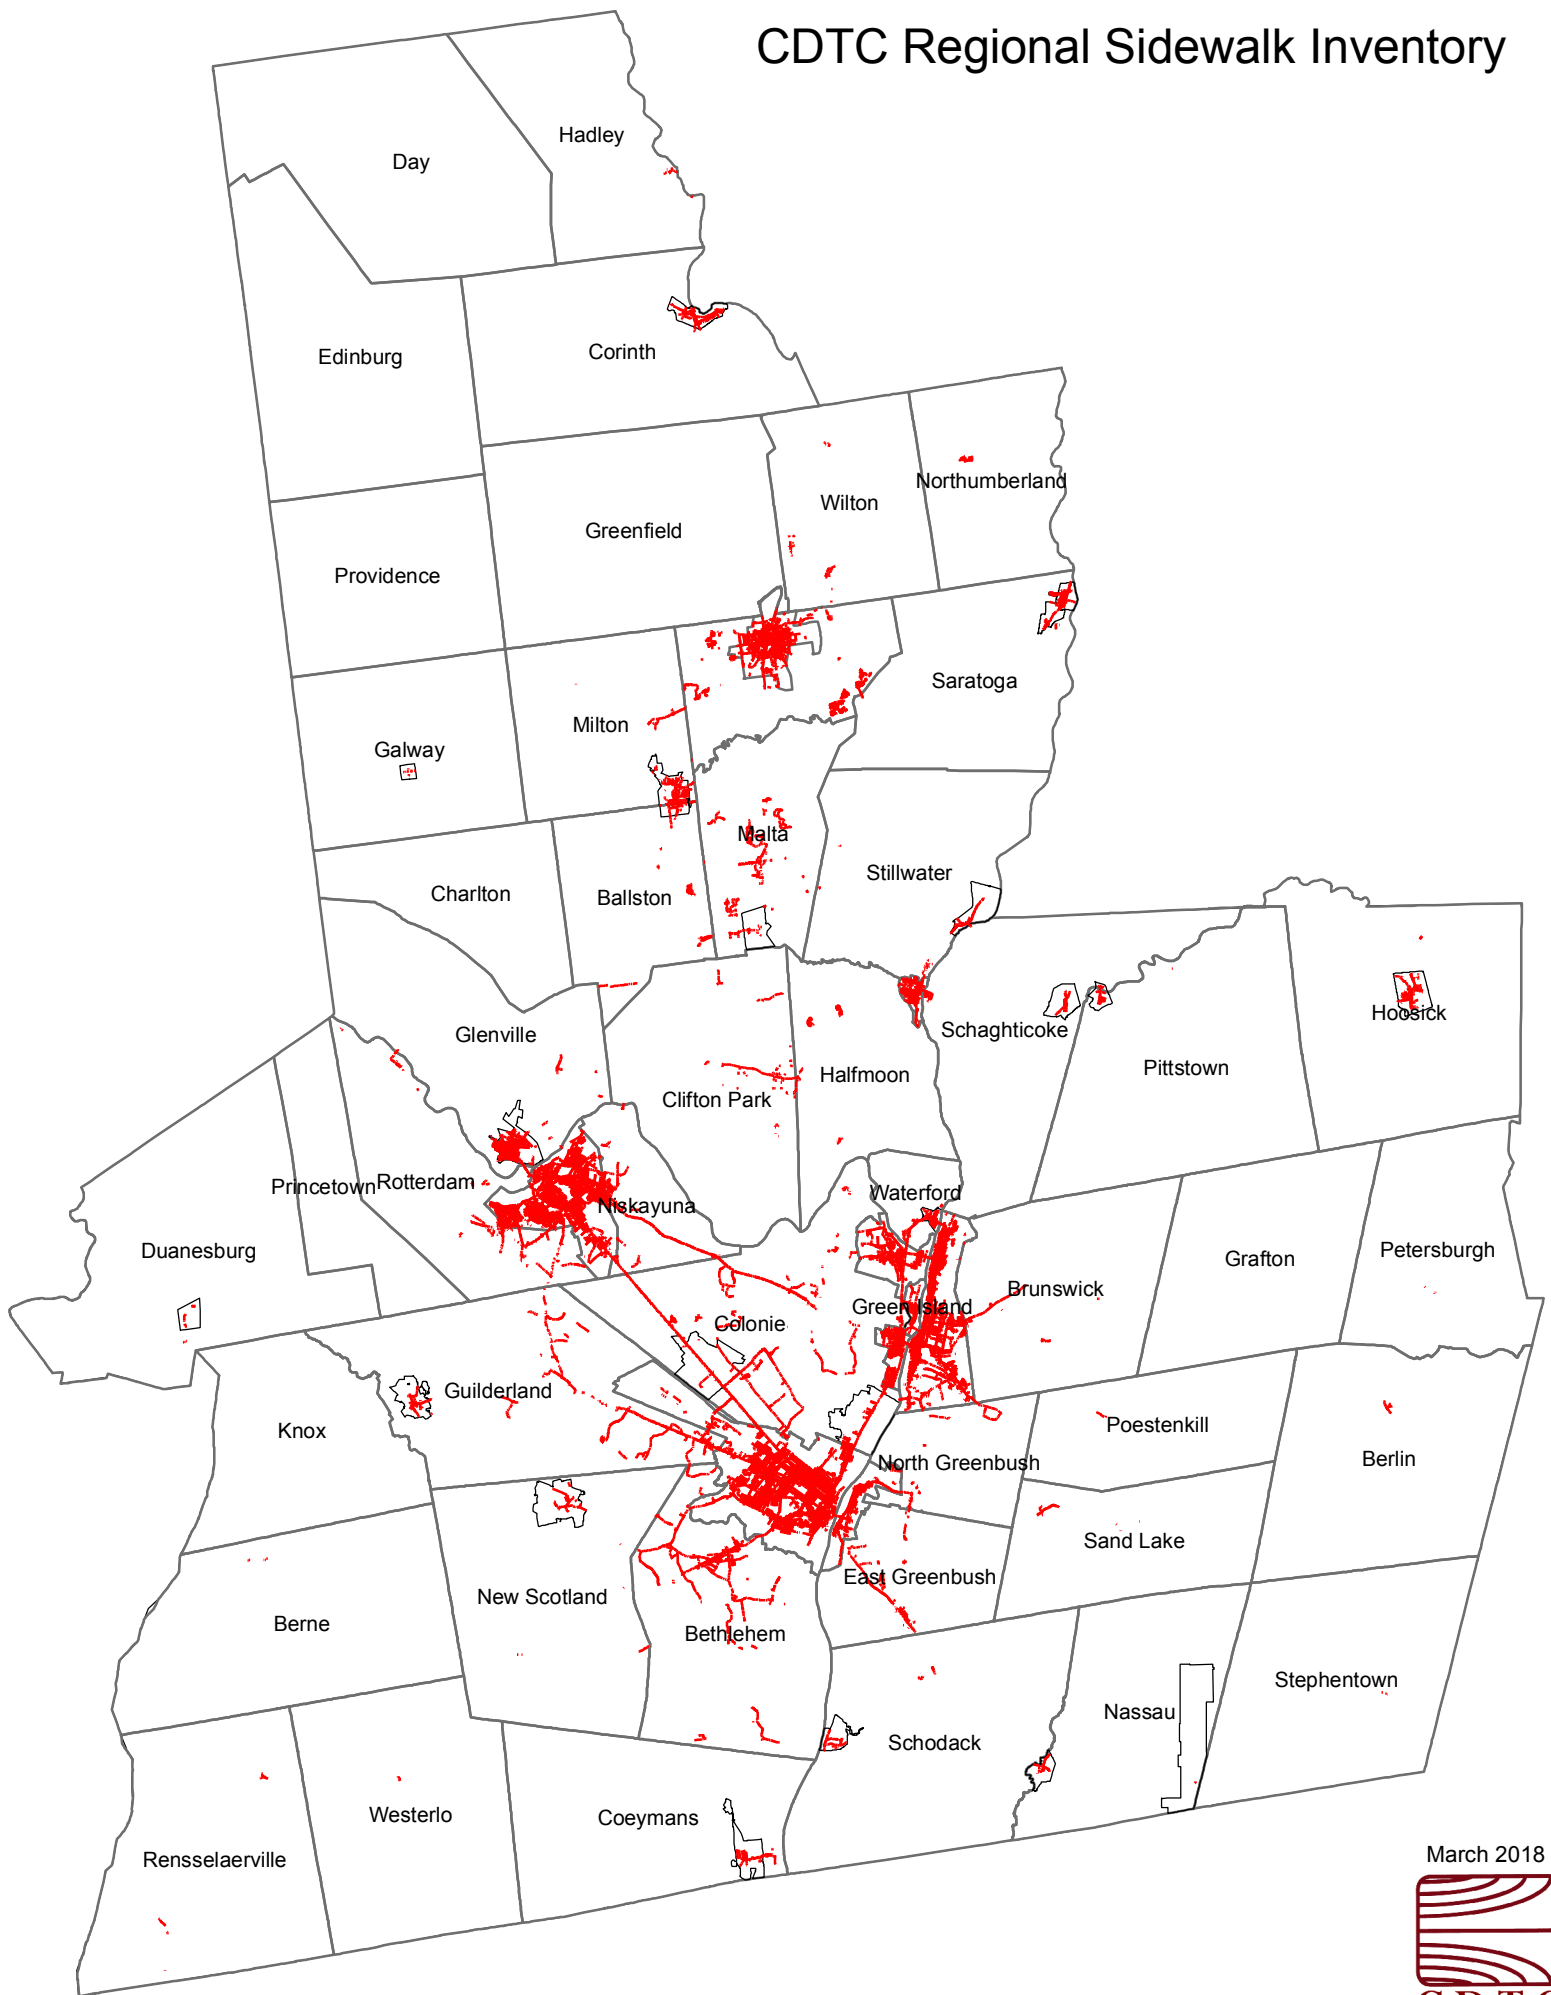 CDTC Regional Sidewalk Inventory
Hadley
Day
Edinburg
Corinth
Northumberland
Wilton
Greenfield
Providence
Saratoga
Milton
Galway
Malta
Stillwater
Charlton
Ballston
Hoosick
Schaghticoke
Glenville
Pittstown
Halfmoon
Clifton Park
Princetown
Rotterdam
Waterford
Niskayuna
Duanesburg
Petersburgh
Grafton
Brunswick
Green Island
Colonie
Guilderland
Poestenkill
Knox
North Greenbush
Berlin
Sand Lake
East Greenbush
New Scotland
Berne
Bethlehem
Stephentown
Nassau
Schodack
Westerlo
Coeymans
Rensselaerville
March 2018
CDTC